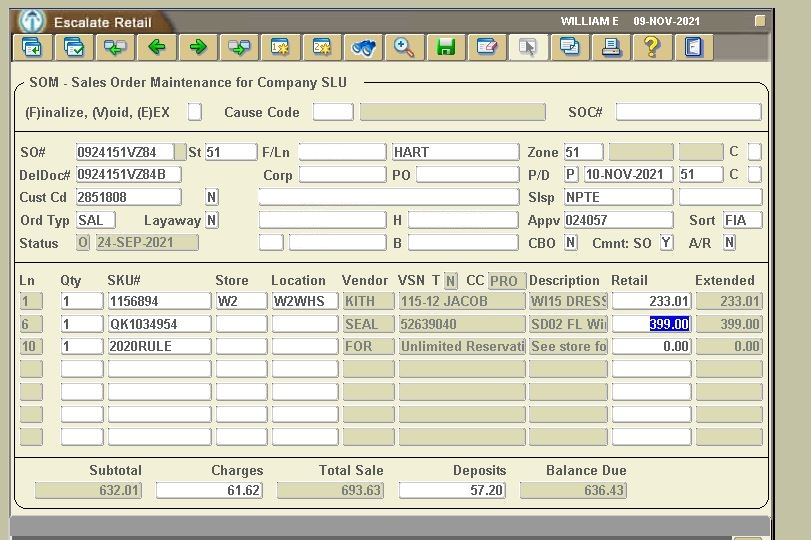 Escalate Retail WILLIAM E 09-NOV-2021
SOM - Sales Order Maintenance for Company SLU
(F)inalize, (V)oid, (E)EX Cause Code SOC#
SO# 0924151VZ84 St 51 F/Ln HART Zone 51 C
DelDoc# 0924151VZ84B Corp PO P/D P 10-NOV-2021 51 C
Cust Cd 2851808 N Slsp NPTE
Ord Typ SAL Layaway N H Appv 024057 Sort FIA
Status O 24-SEP-2021 B CBO N Cmnt: SO Y A/R N
Ln Qty SKU# Store Location Vendor VSN T N CC PRO Description Retail Extended
1 1 1156894 W2 W2WHS KITH 115-12 JACOB WI15 DRESS 233.01 233.01
6 1 QK1034954 SEAL 52639040 SD02 FL Wi 399.00 399.00
10 1 2020RULE FOR Unlimited Reservati See store fo 0.00 0.00
Subtotal Charges Total Sale Deposits Balance Due
632.01 61.62 693.63 57.20 636.43